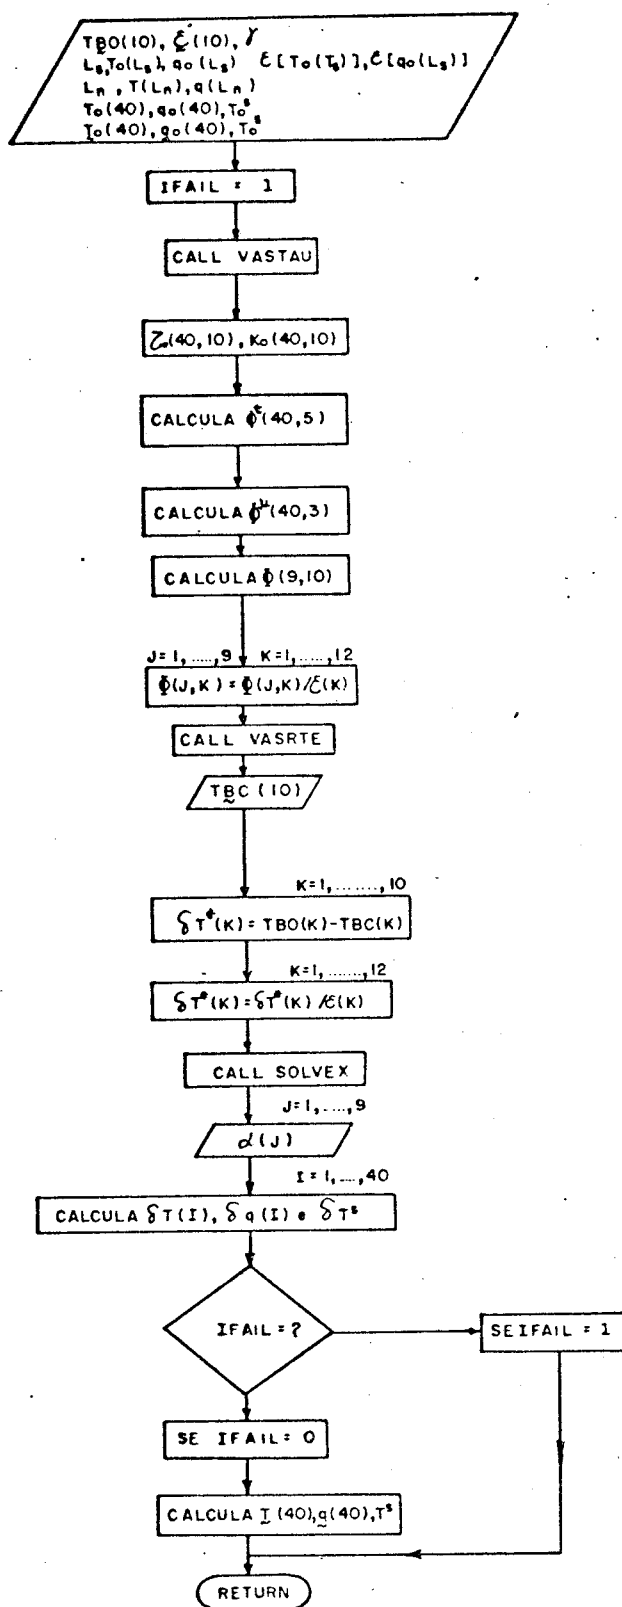 TBO(10), Ɛ(10), γ
Ls, To(Ls), qo(Ls) Ɛ[To(Ts)], Ɛ[qo(Ls)]
Ln, T(Ln), q(Ln)
To(40), qo(40), To^s
To(40), qo(40), To^s
IFAIL = 1
CALL VASTAU
τo(40,10), Ko(40,10)
CALCULA ϕ^t(40,5)
CALCULA ϕ^μ(40,3)
CALCULA Φ(9,10)
J=1, ....., 9 K=1, ....., 12
Φ(J,K) = Φ(J,K)/Ɛ(K)
CALL VASRTE
TBC(10)
K=1, ......., 10
δT*(K) = TBO(K)-TBC(K)
K=1, ......., 12
δT*(K) = δT*(K)/Ɛ(K)
CALL SOLVEX
J=1, ...., 9
α(J)
I=1, ...., 40
CALCULA δT(I), δq(I) e δT^s
IFAIL = ?
SE IFAIL = 1
SE IFAIL = 0
CALCULA T(40), q(40), T^s
RETURN